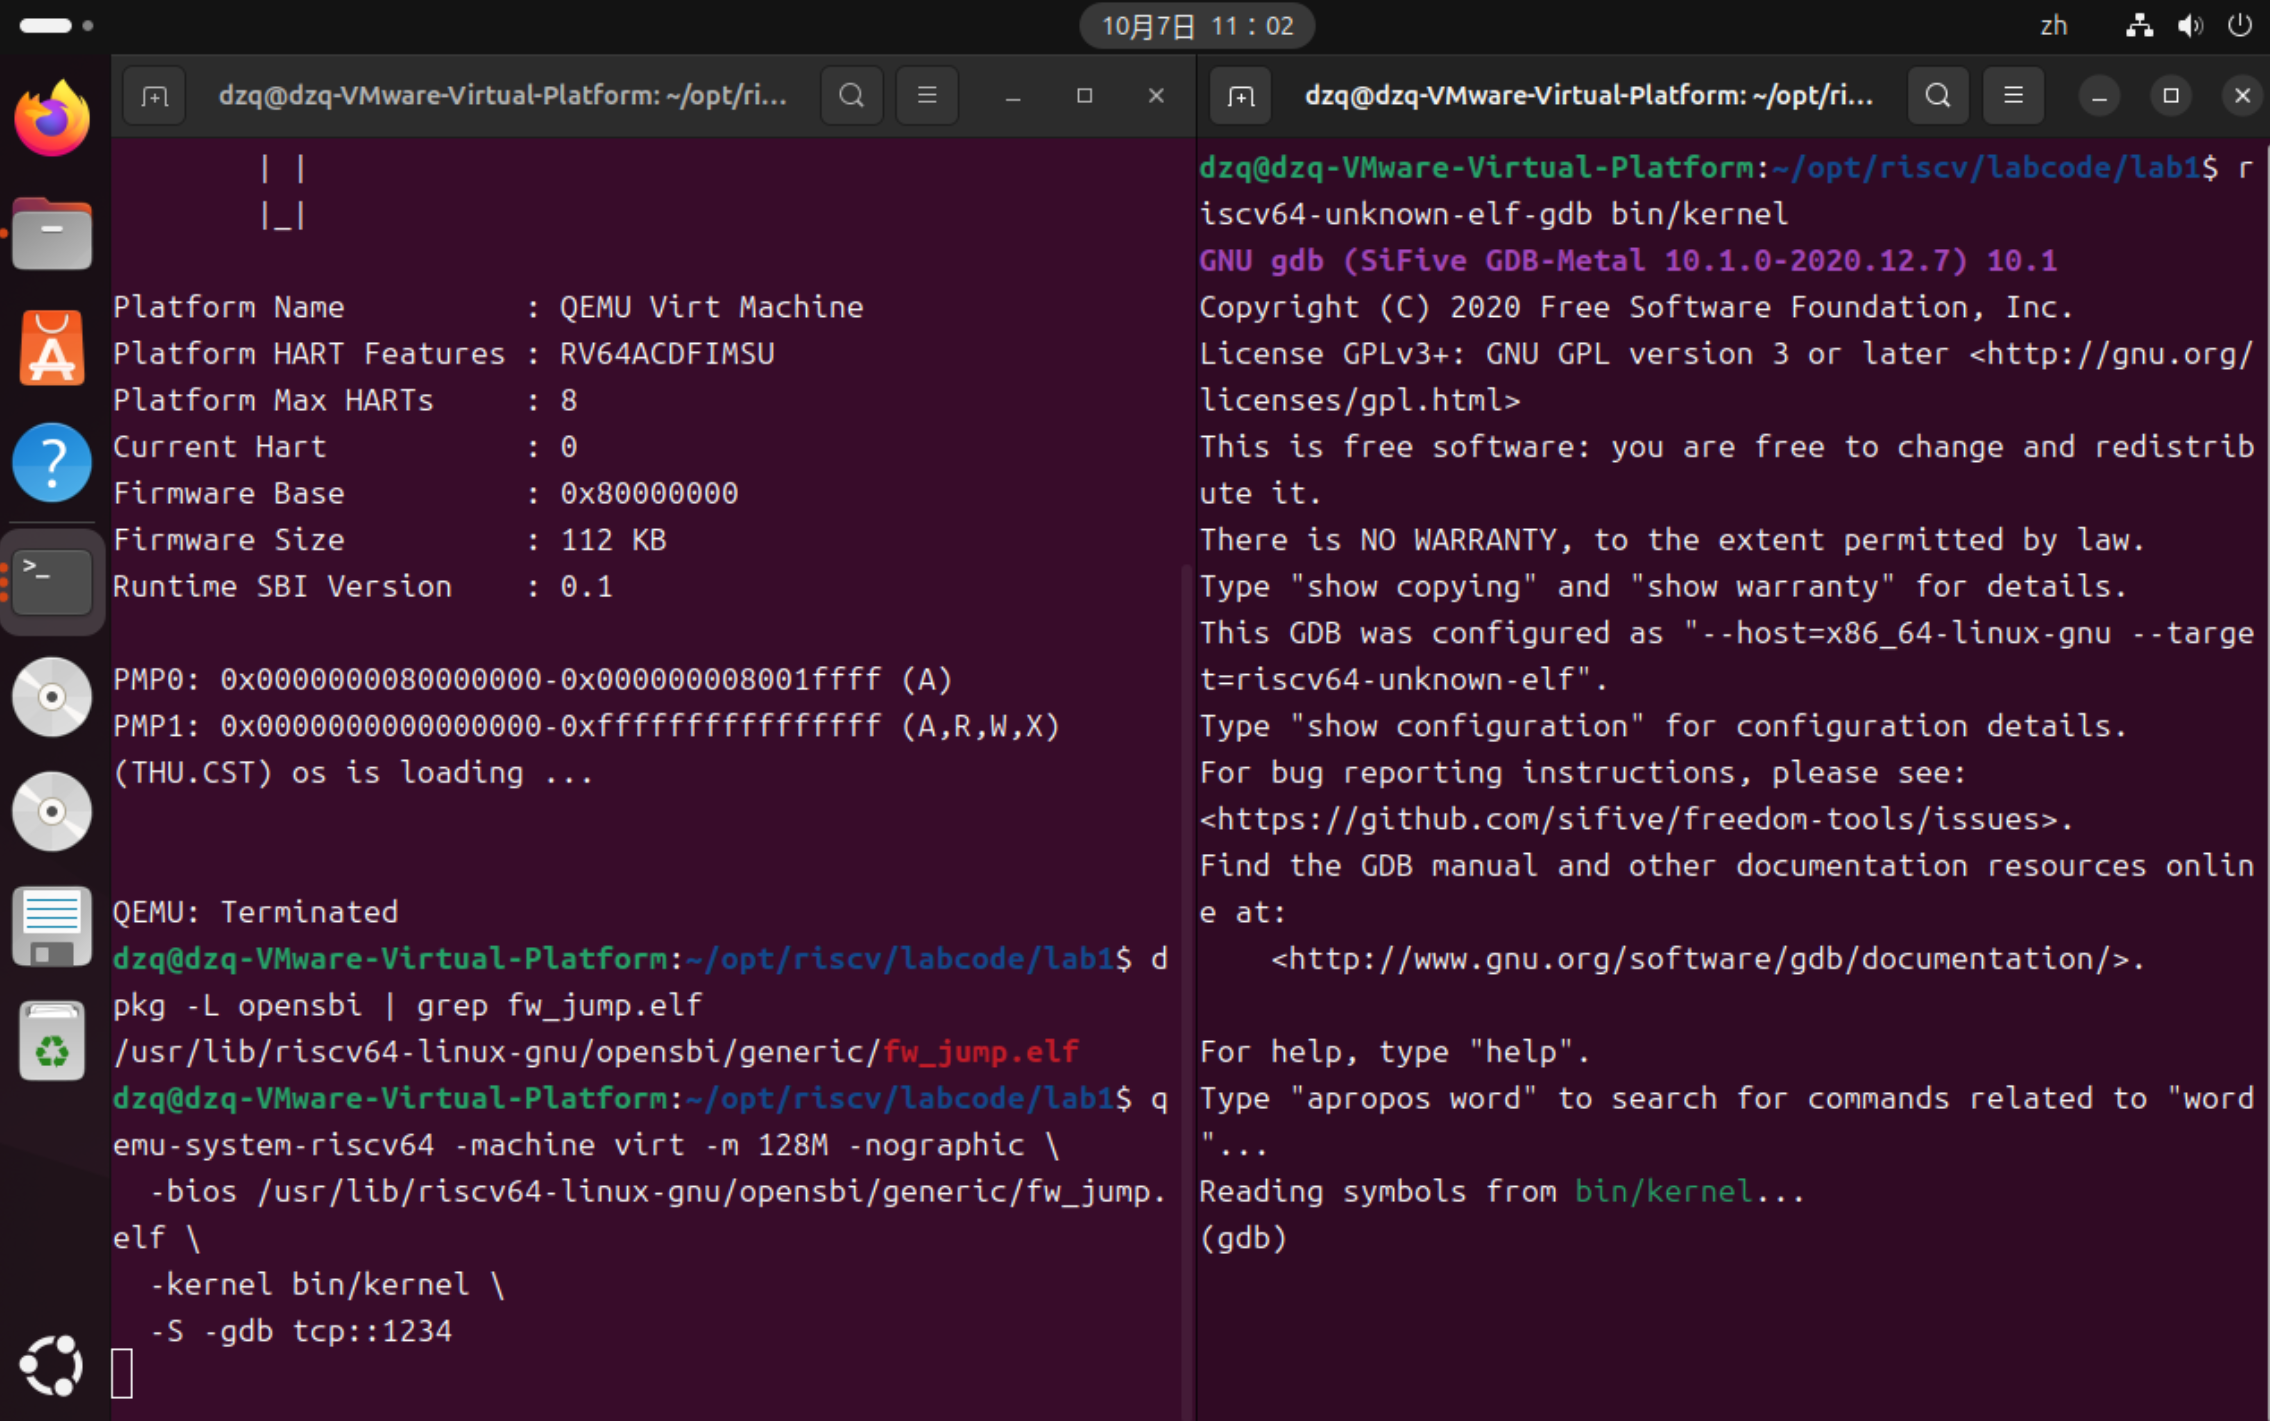 10月7日 11：02
zh
dzq@dzq-VMware-Virtual-Platform: ~/opt/ri...
| |
|_|
Platform Name : QEMU Virt Machine
Platform HART Features : RV64ACDFIMSU
Platform Max HARTs : 8
Current Hart : 0
Firmware Base : 0x80000000
Firmware Size : 112 KB
Runtime SBI Version : 0.1
PMP0: 0x0000000080000000-0x000000008001ffff (A)
PMP1: 0x0000000000000000-0xffffffffffffffff (A,R,W,X)
(THU.CST) os is loading ...
QEMU: Terminated
dzq@dzq-VMware-Virtual-Platform:~/opt/riscv/labcode/lab1$ d
pkg -L opensbi | grep fw_jump.elf
/usr/lib/riscv64-linux-gnu/opensbi/generic/fw_jump.elf
dzq@dzq-VMware-Virtual-Platform:~/opt/riscv/labcode/lab1$ q
emu-system-riscv64 -machine virt -m 128M -nographic \
-bios /usr/lib/riscv64-linux-gnu/opensbi/generic/fw_jump.
elf \
-kernel bin/kernel \
-S -gdb tcp::1234
dzq@dzq-VMware-Virtual-Platform: ~/opt/ri...
dzq@dzq-VMware-Virtual-Platform:~/opt/riscv/labcode/lab1$ r
iscv64-unknown-elf-gdb bin/kernel
GNU gdb (SiFive GDB-Metal 10.1.0-2020.12.7) 10.1
Copyright (C) 2020 Free Software Foundation, Inc.
License GPLv3+: GNU GPL version 3 or later <http://gnu.org/
licenses/gpl.html>
This is free software: you are free to change and redistrib
ute it.
There is NO WARRANTY, to the extent permitted by law.
Type "show copying" and "show warranty" for details.
This GDB was configured as "--host=x86_64-linux-gnu --targe
t=riscv64-unknown-elf".
Type "show configuration" for configuration details.
For bug reporting instructions, please see:
<https://github.com/sifive/freedom-tools/issues>.
Find the GDB manual and other documentation resources onlin
e at:
<http://www.gnu.org/software/gdb/documentation/>.
For help, type "help".
Type "apropos word" to search for commands related to "word
"...
Reading symbols from bin/kernel...
(gdb)